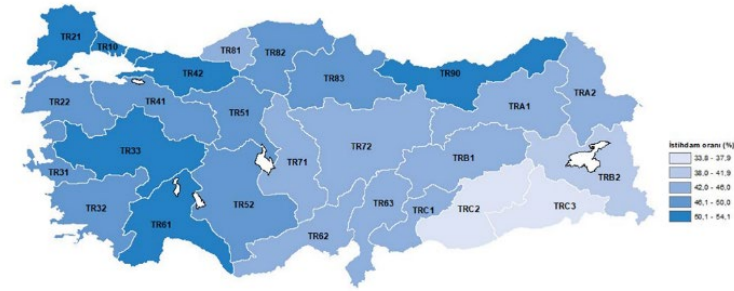 TR21
TR10
TR81
TR82
TR42
TR83
TR90
TR22
TR41
TR51
TRA1
TRA2
TR33
TR71
TR72
TRB1
TRB2
TR31
TR32
TR52
TR63
TRC1
TRC2
TRC3
TR61
TR62
İstihdam oranı (%)
33,8 - 37,9
38,0 - 41,9
42,0 - 46,0
46,1 - 50,0
50,1 - 54,1